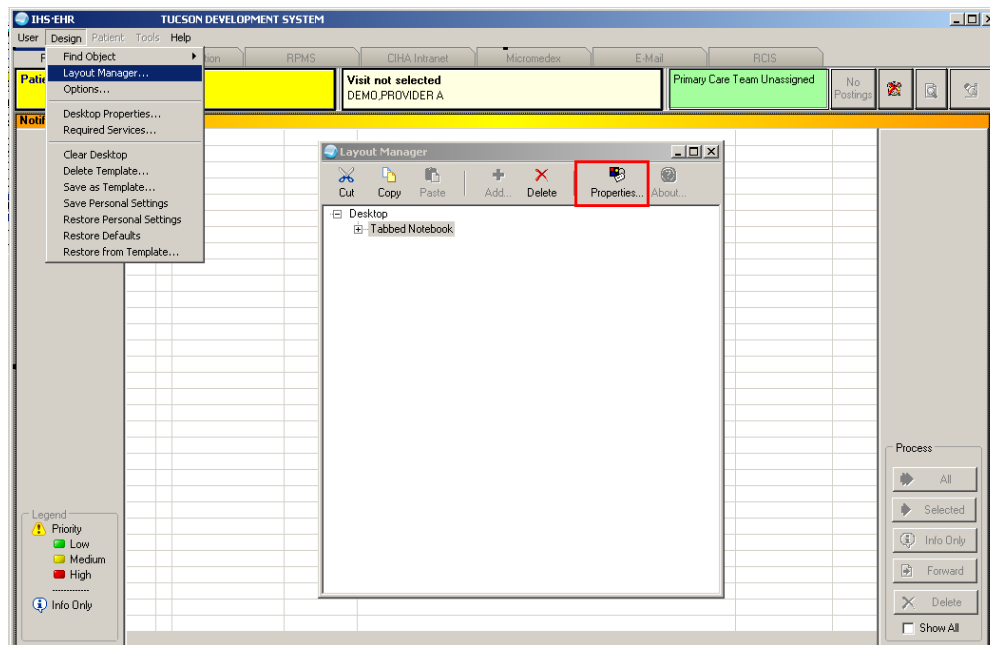 IHS-EHR TUCSON DEVELOPMENT SYSTEM
User Design Patient Tools Help
RPMS CIHA Intranet Micromedex E-Mail RCIS
Find Object
Layout Manager...
Options...
Desktop Properties...
Required Services...
Clear Desktop
Delete Template...
Save as Template...
Save Personal Settings
Restore Personal Settings
Restore Defaults
Restore from Template...
Visit not selected
DEMO,PROVIDER A
Primary Care Team Unassigned
No
Postings
Layout Manager
Cut Copy Paste Add... Delete Properties... About...
Desktop
Tabbed Notebook
Legend
Priority
Low
Medium
High
------------
Info Only
Process
All
Selected
Info Only
Forward
Delete
Show All